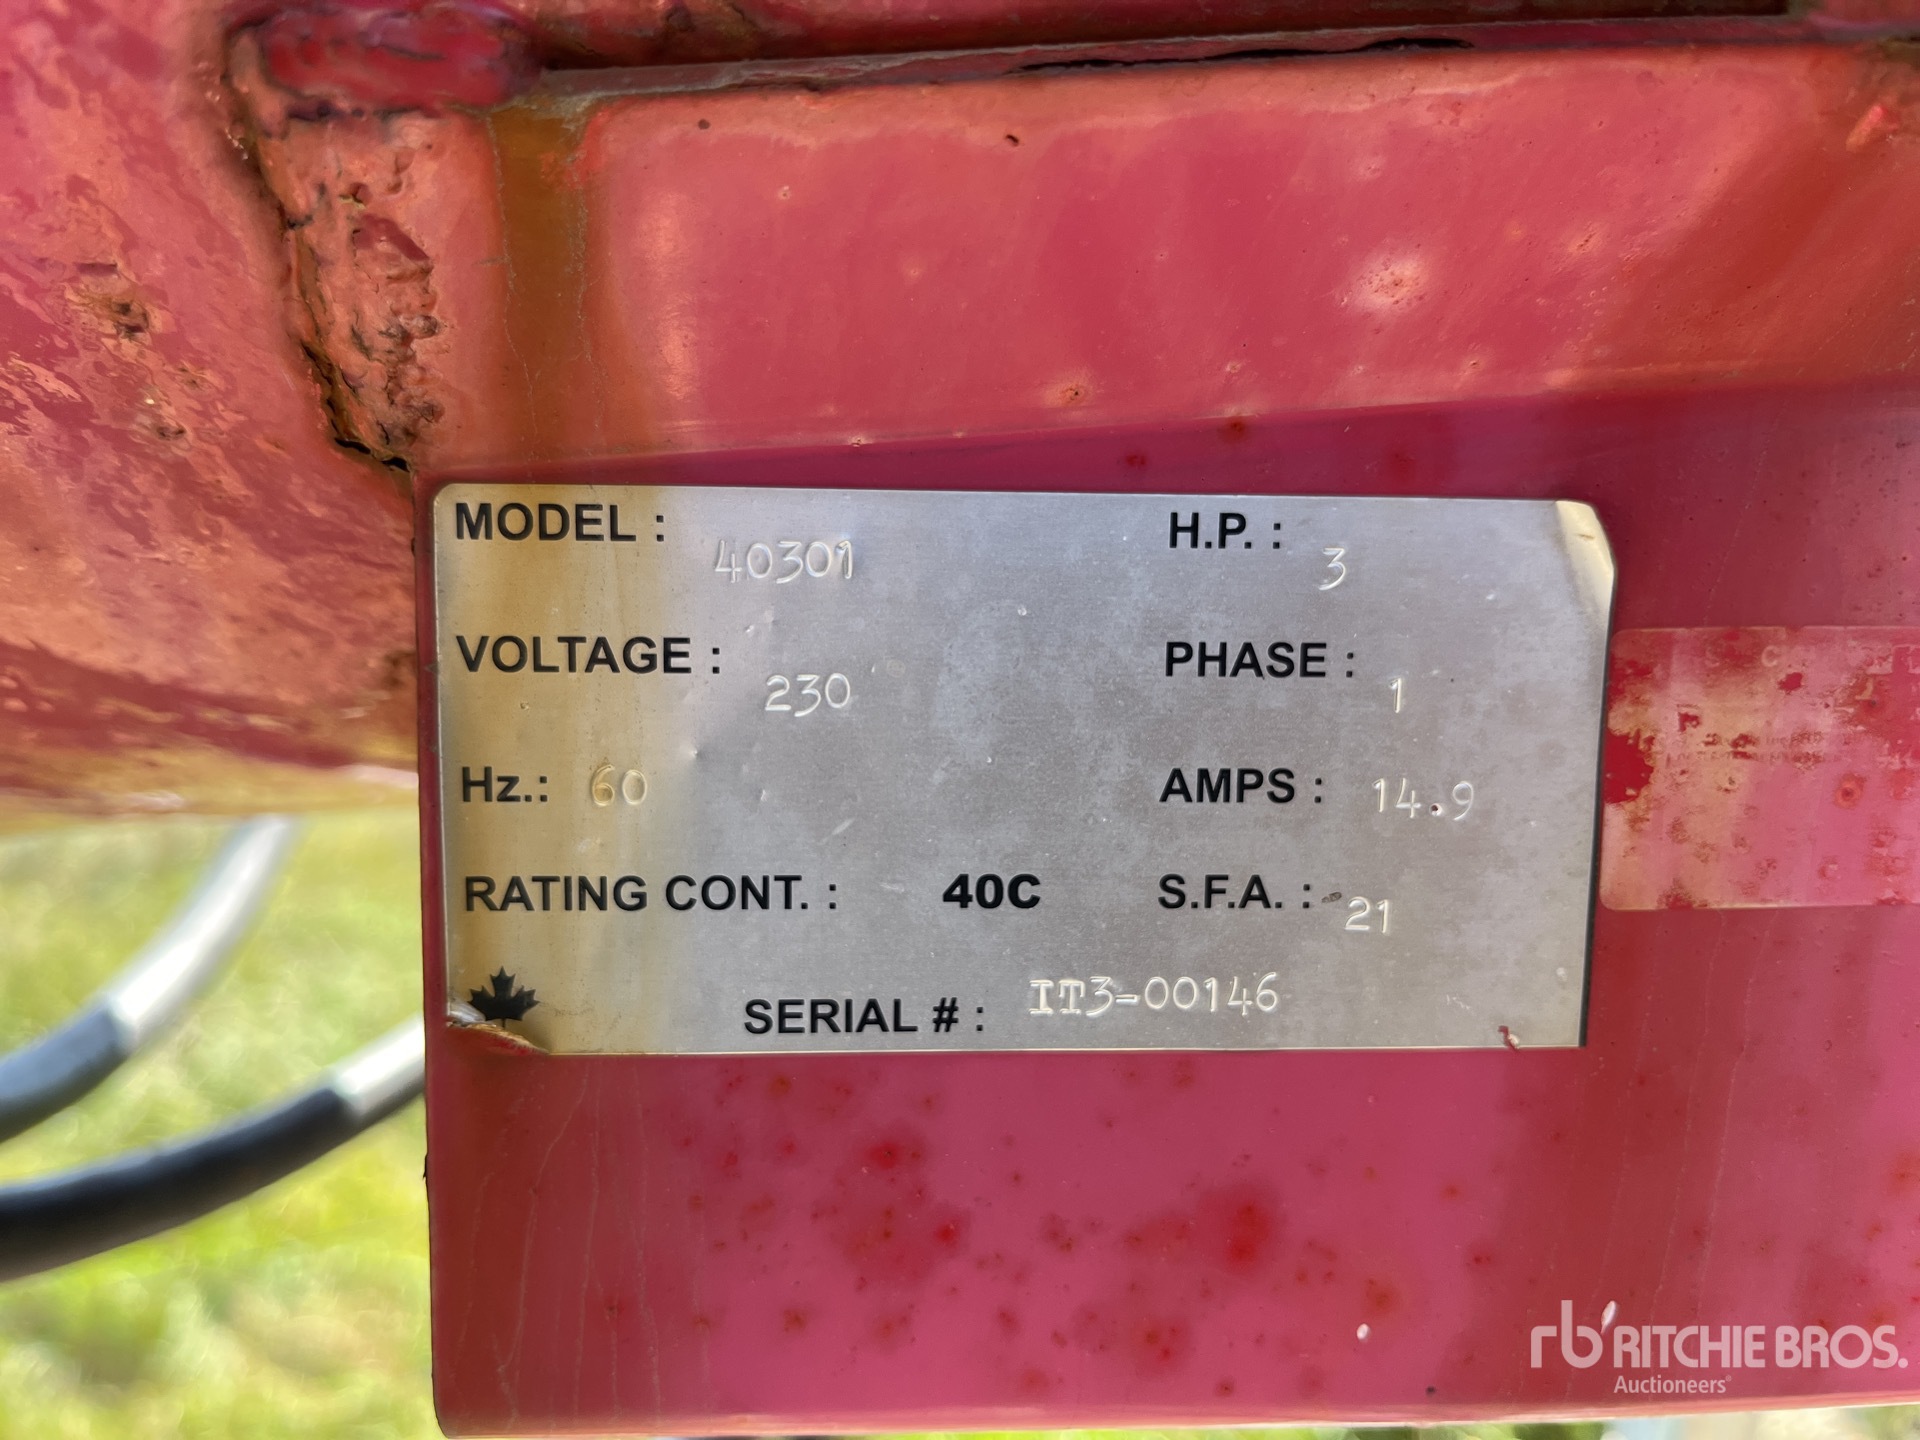 MODEL : 40301 H.P. : 3
VOLTAGE : 230 PHASE : 1
Hz.: 60 AMPS : 14.9
RATING CONT. : 40C S.F.A. : 21
SERIAL # : IT3-00146
rb RITCHIE BROS.
Auctioneers